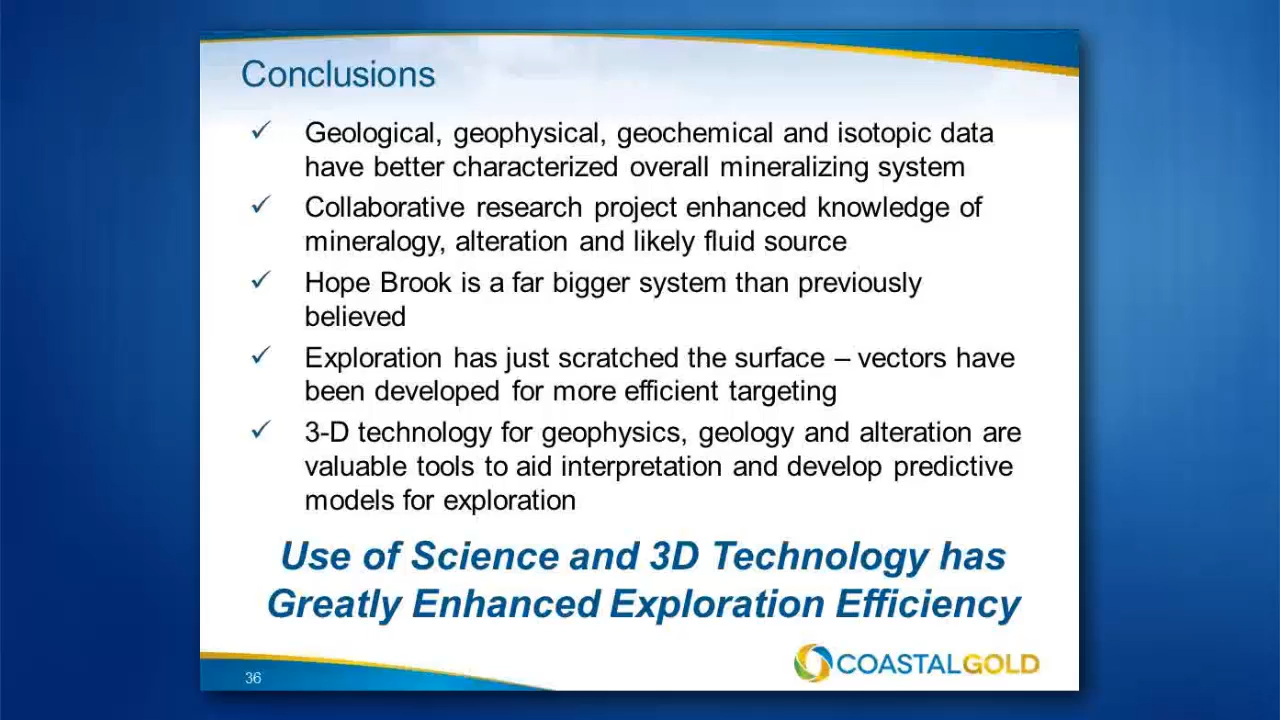 Conclusions
✓ Geological, geophysical, geochemical and isotopic data
have better characterized overall mineralizing system
✓ Collaborative research project enhanced knowledge of
mineralogy, alteration and likely fluid source
✓ Hope Brook is a far bigger system than previously
believed
✓ Exploration has just scratched the surface – vectors have
been developed for more efficient targeting
✓ 3-D technology for geophysics, geology and alteration are
valuable tools to aid interpretation and develop predictive
models for exploration
Use of Science and 3D Technology has
Greatly Enhanced Exploration Efficiency
COASTALGOLD
36